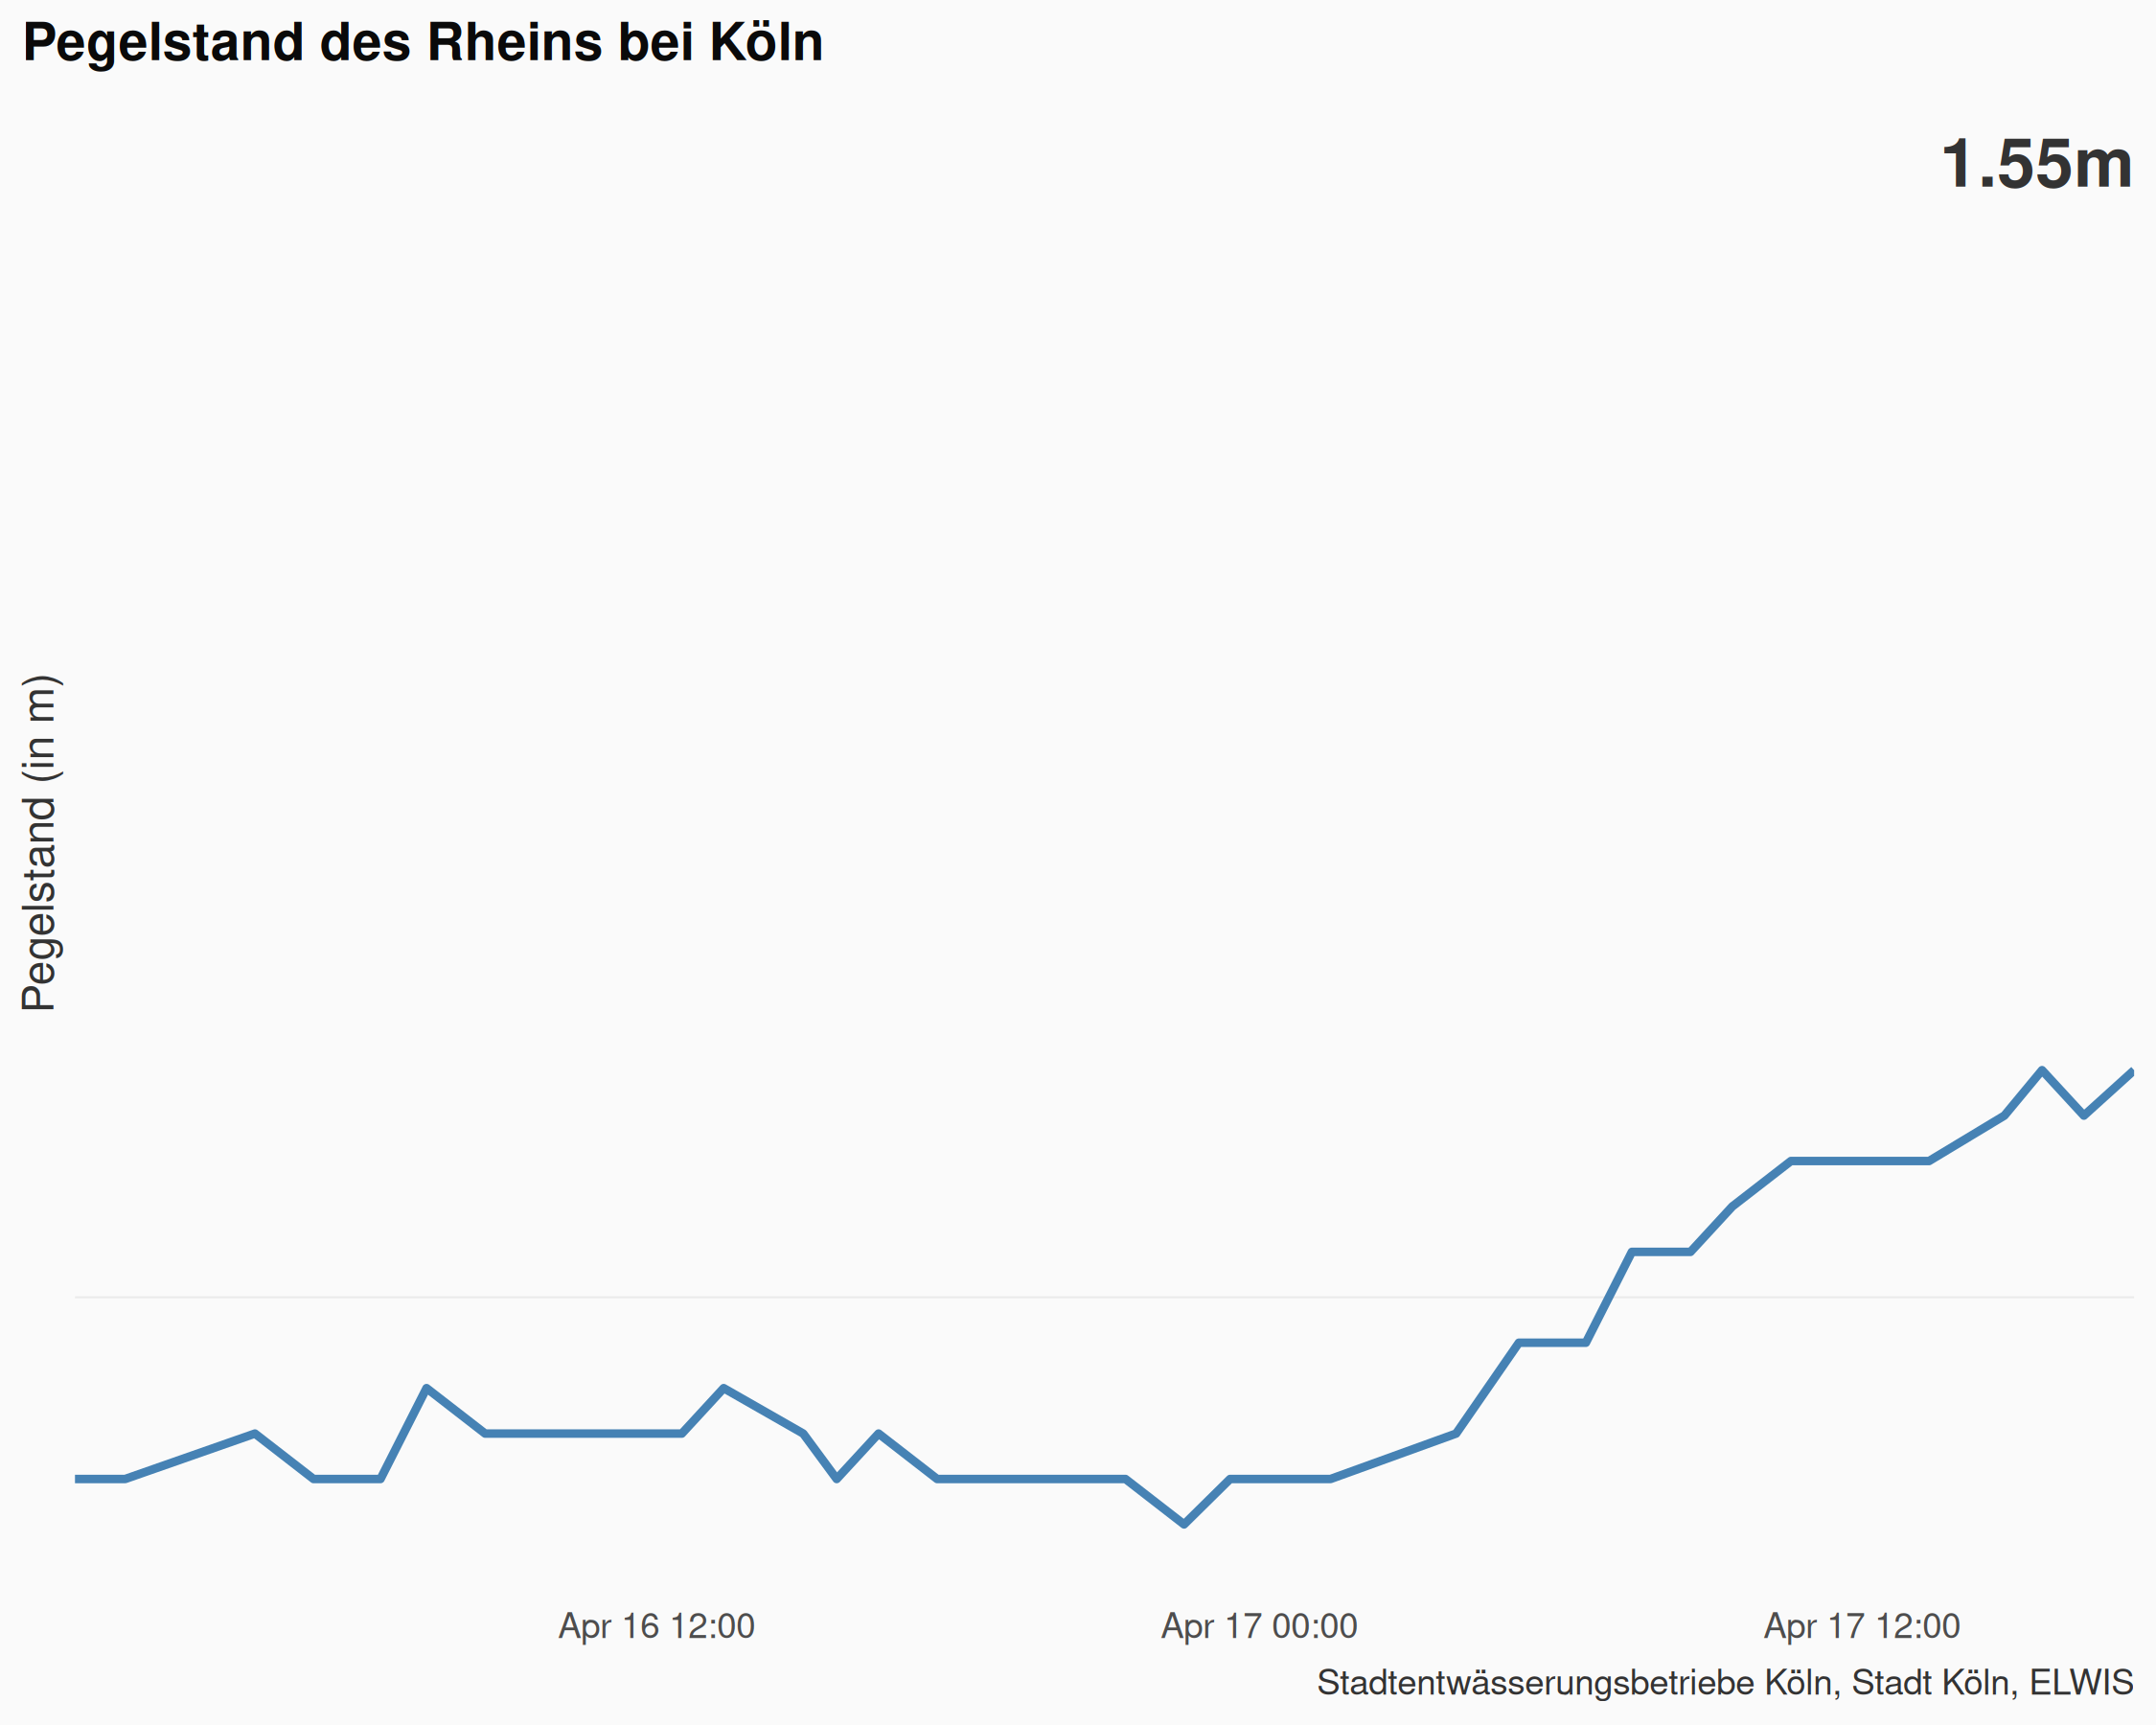 Pegelstand des Rheins bei Köln
1.55m
Pegelstand (in m)
Apr 16 12:00
Apr 17 00:00
Apr 17 12:00
Stadtentwässerungsbetriebe Köln, Stadt Köln, ELWIS